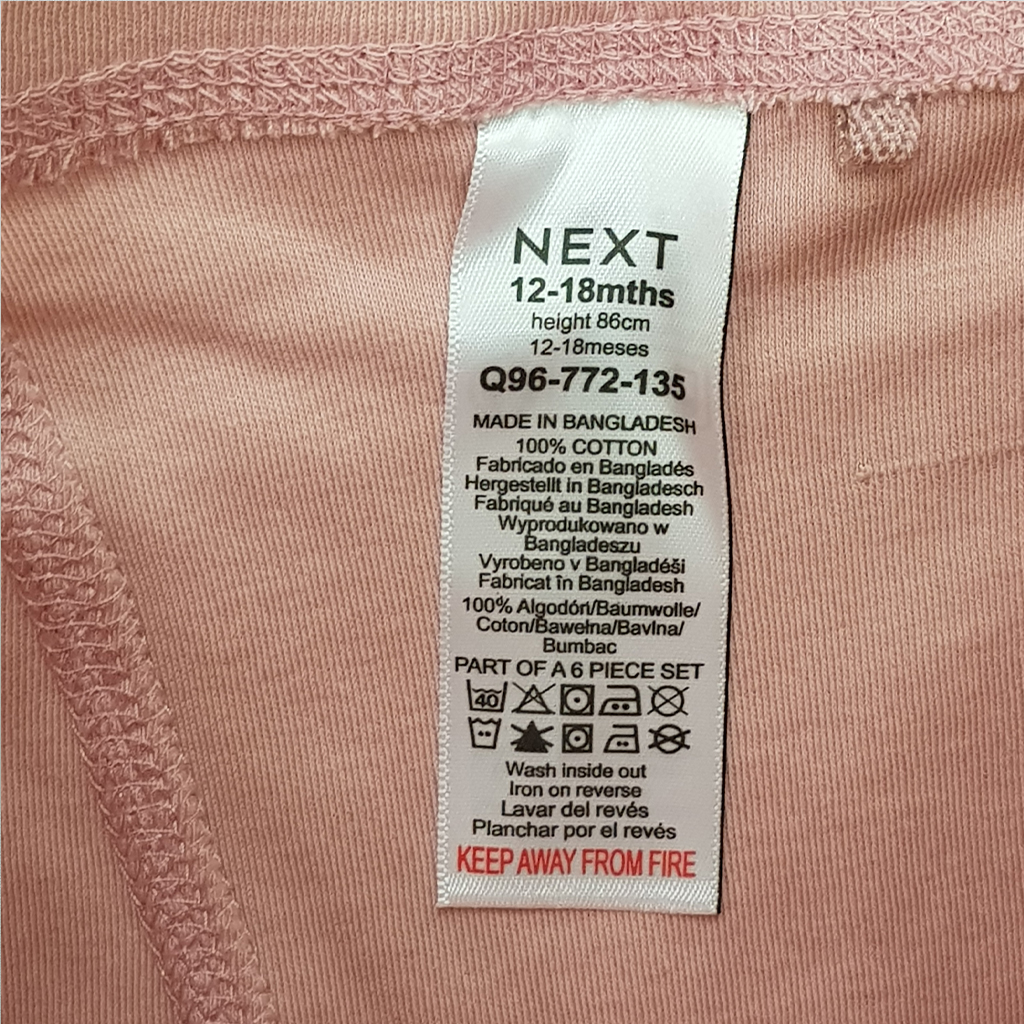 NEXT
12-18mths
height 86cm
12-18meses
Q96-772-135
MADE IN BANGLADESH
100% COTTON
Fabricado en Bangladés
Hergestellt in Bangladesch
Fabriqué au Bangladesh
Wyprodukowano w
Bangladeszu
Vyrobeno v Bangladéši
Fabricat în Bangladesh
100% Algodón/Baumwolle/
Coton/Bawełna/Bavlna/
Bumbac
PART OF A 6 PIECE SET
40
Wash inside out
Iron on reverse
Lavar del revés
Planchar por el revés
KEEP AWAY FROM FIRE